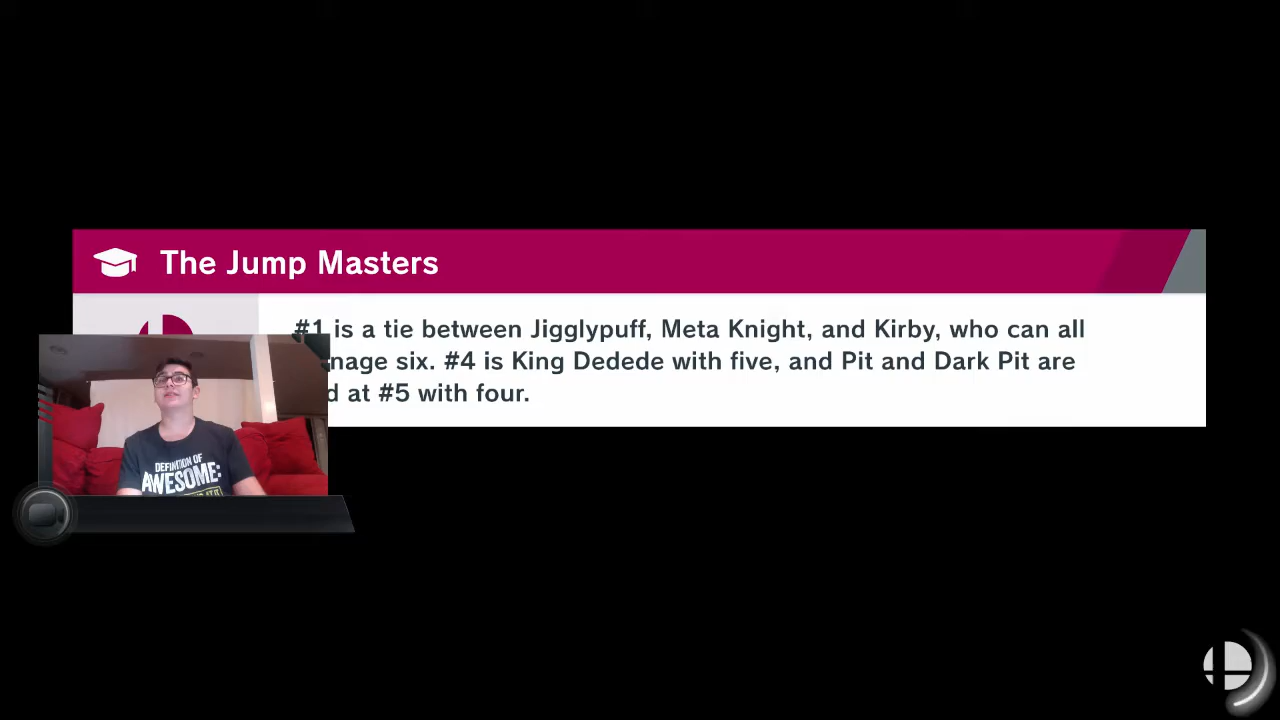 The Jump Masters
#1 is a tie between Jigglypuff, Meta Knight, and Kirby, who can all
six. #4 is King Dedede with five, and Pit and Dark Pit are
at #5 with four.
DEFINITION OF
AWESOME: